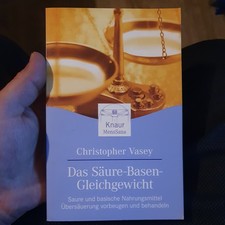 Knaur
MensSana
Christopher Vasey
Das Säure-Basen-
Gleichgewicht
Saure und basische Nahrungsmittel
Übersäuerung vorbeugen und behandeln